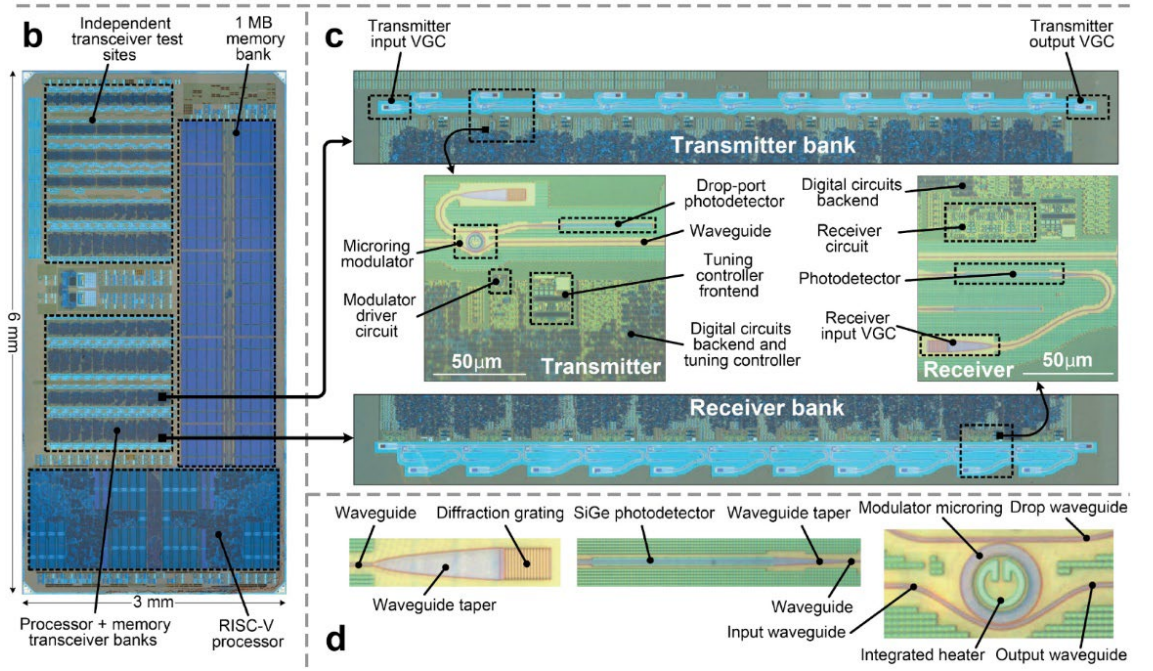 b
Independent
transceiver test
sites
1 MB
memory
bank
6 mm
3 mm
Processor + memory
transceiver banks
RISC-V
processor
c
Transmitter
input VGC
Transmitter
output VGC
Transmitter bank
Drop-port
photodetector
Waveguide
Microring
modulator
Tuning
controller
frontend
Modulator
driver
circuit
Digital circuits
backend and
tuning controller
50μm
Transmitter
Digital circuits
backend
Receiver
circuit
Photodetector
Receiver
input VGC
50μm
Receiver
Receiver bank
d
Waveguide
Diffraction grating
Waveguide taper
SiGe photodetector
Waveguide taper
Waveguide
Modulator microring
Drop waveguide
Input waveguide
Integrated heater
Output waveguide